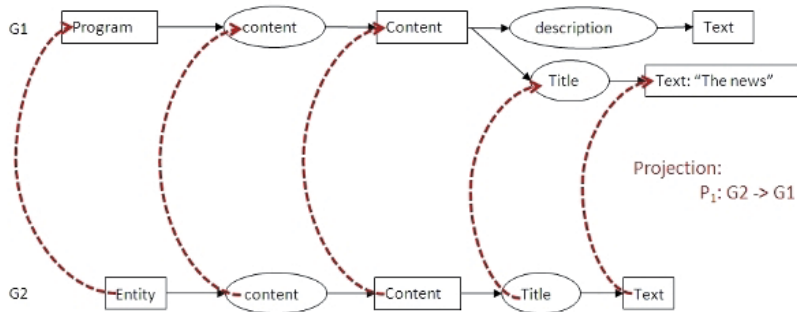 G1 Program content Content description Text
Title Text: “The news”
Projection:
P1: G2 -> G1
G2 Entity content Content Title Text